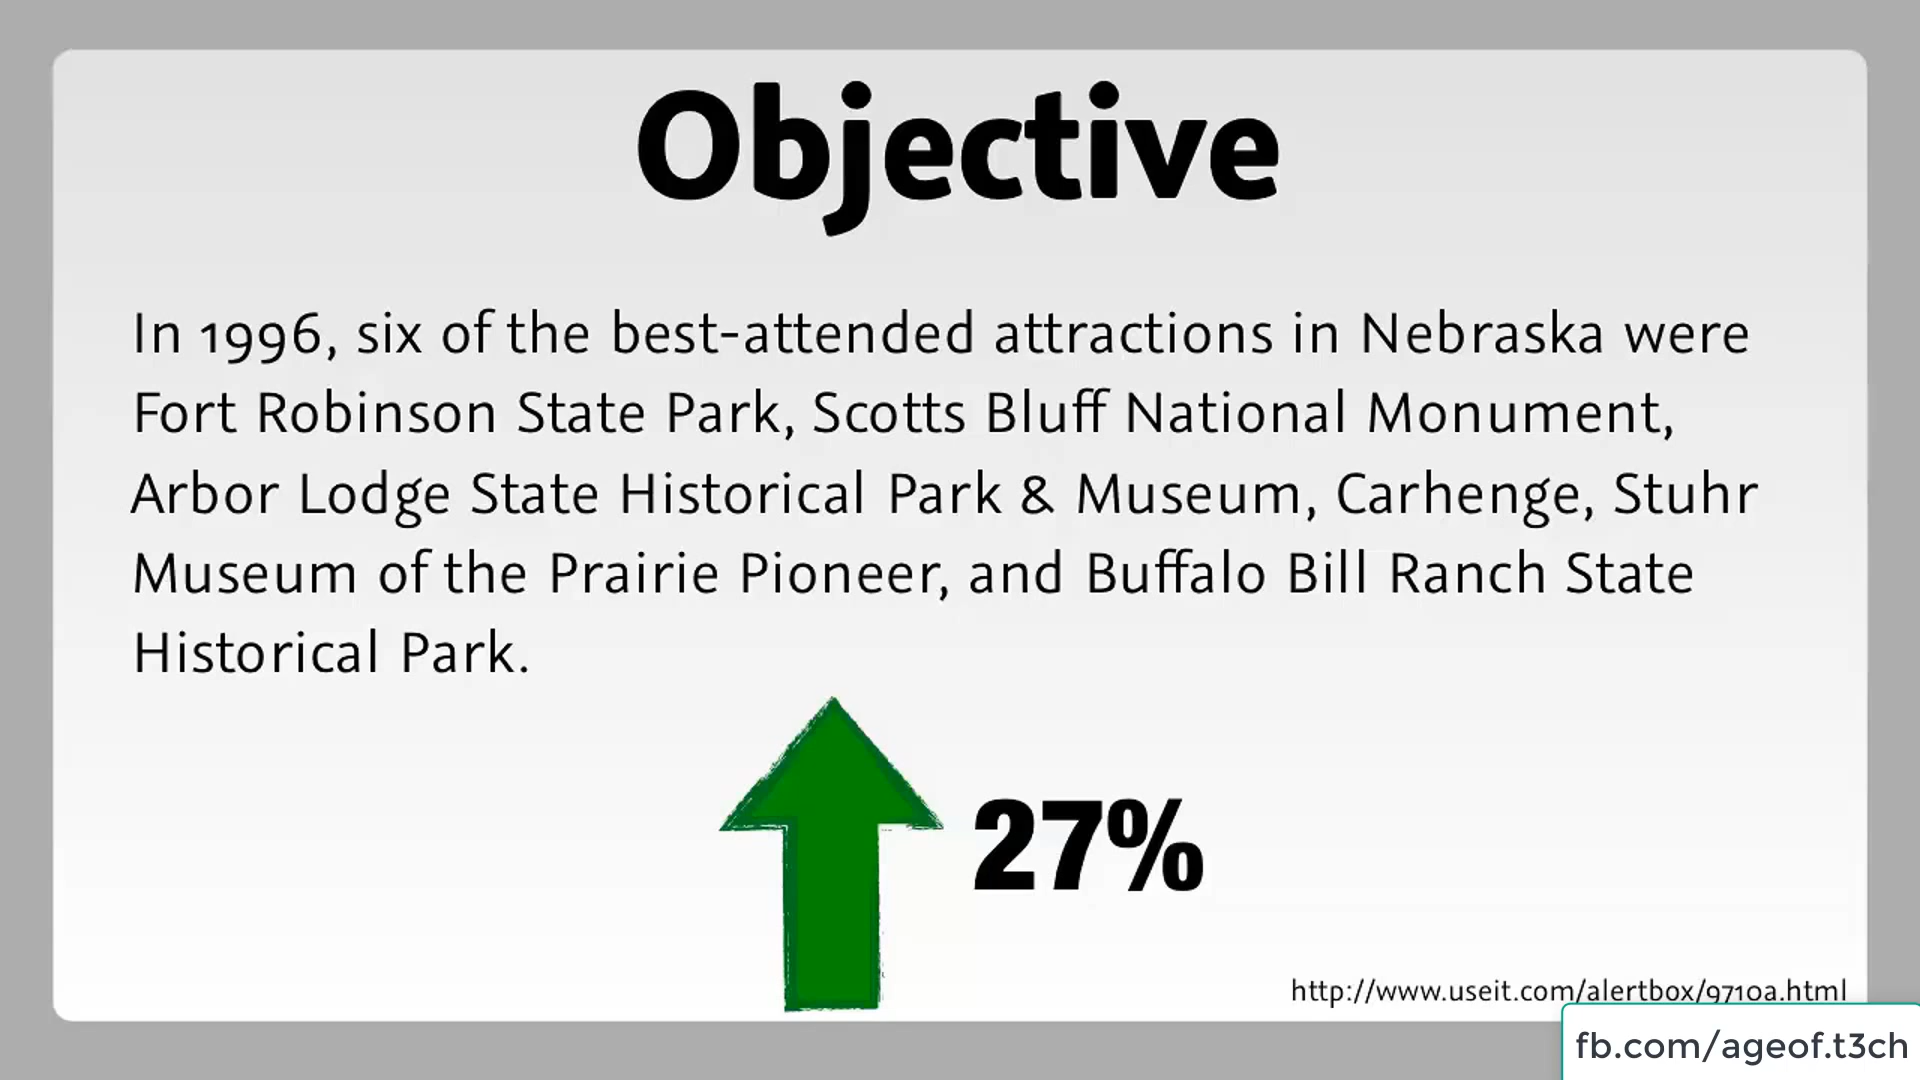 Objective
In 1996, six of the best-attended attractions in Nebraska were
Fort Robinson State Park, Scotts Bluff National Monument,
Arbor Lodge State Historical Park & Museum, Carhenge, Stuhr
Museum of the Prairie Pioneer, and Buffalo Bill Ranch State
Historical Park.
27%
http://www.useit.com/alertbox/9710a.html
fb.com/ageof.t3ch